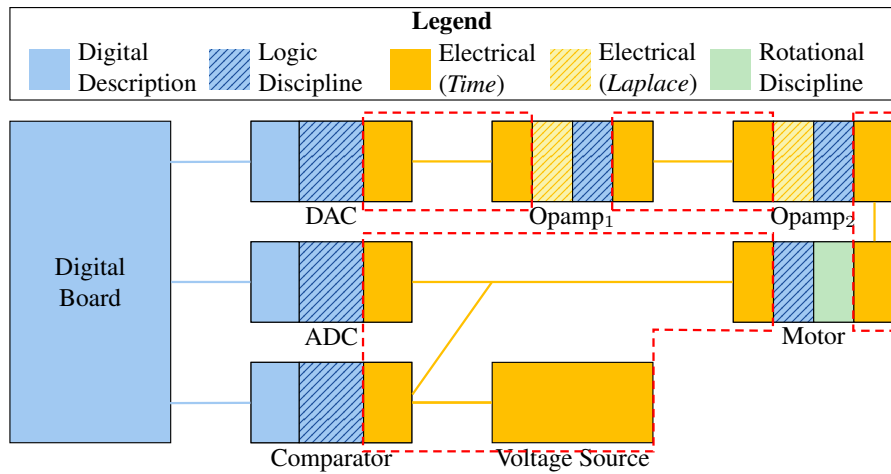 Legend
Digital Description
Logic Discipline
Electrical (Time)
Electrical (Laplace)
Rotational Discipline
DAC
Opamp1
Opamp2
Digital
Board
ADC
Motor
Comparator
Voltage Source